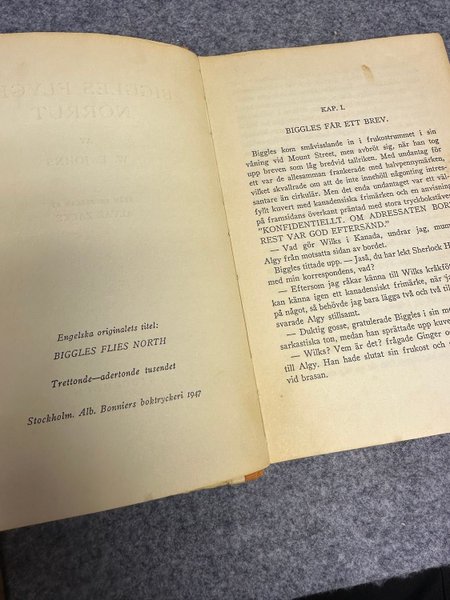 Engelska originalets titel:
BIGGLES FLIES NORTH
Trettonde—adertonde tusendet
Stockholm. Alb. Bonniers boktryckeri 1947
KAP. I.
BIGGLES FÅR ETT BREV.
Biggles kom småvisslande in i frukostrummet i sin
våning vid Mount Street, men avbröt sig, när han tog
upp breven som låg bredvid tallriken. Med undantag för
ett var de allesamman frankerade med halvpennymärken,
vilket skvallrade om att de inte innehöll någonting intres-
santare än cirkulär. Men det enda undantaget var ett väl-
fyllt kuvert med kanadensiska frimärken och en anvisning
på framsidans överkant präntad med stora tryckbokstäver
"KONFIDENTIELLT. OM ADRESSATEN BORT
REST VAR GOD EFTERSÄND."
— Vad gör Wilks i Kanada, undrar jag, mum
Algy från motsatta sidan av bordet.
Biggles tittade upp. — Jaså, du har lekt Sherlock H
med min korrespondens, vad?
— Eftersom jag råkar känna till Wilks kråkföt
kan känna igen ett kanadensiskt frimärke, när ja
på något, så behövde jag bara lägga två och två til
svarade Algy stillsamt.
— Duktig gosse, gratulerade Biggles i sin me
sarkastiska ton, medan han sprättade upp kuve
— Wilks? Vem är det? frågade Ginger o
till Algy. Han hade slutat sin frukost och
vid brasan.